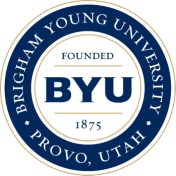 BRIGHAM YOUNG UNIVERSITY
FOUNDED
BYU
1875
PROVO, UTAH